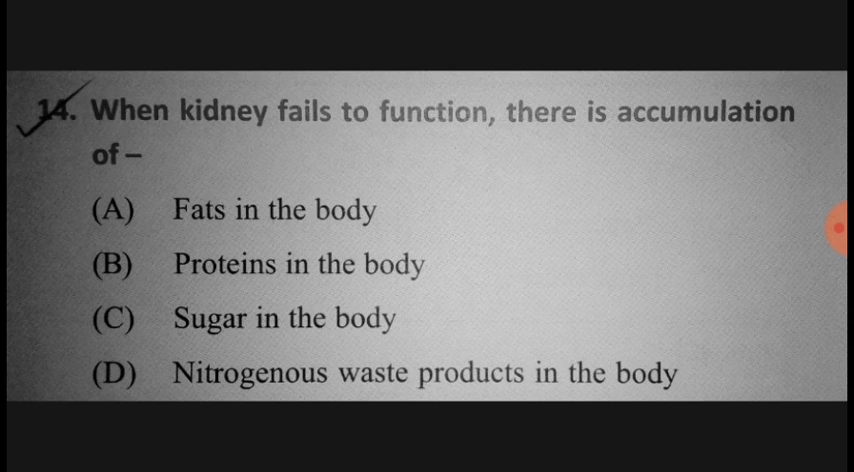 14. When kidney fails to function, there is accumulation
of –
(A) Fats in the body
(B) Proteins in the body
(C) Sugar in the body
(D) Nitrogenous waste products in the body